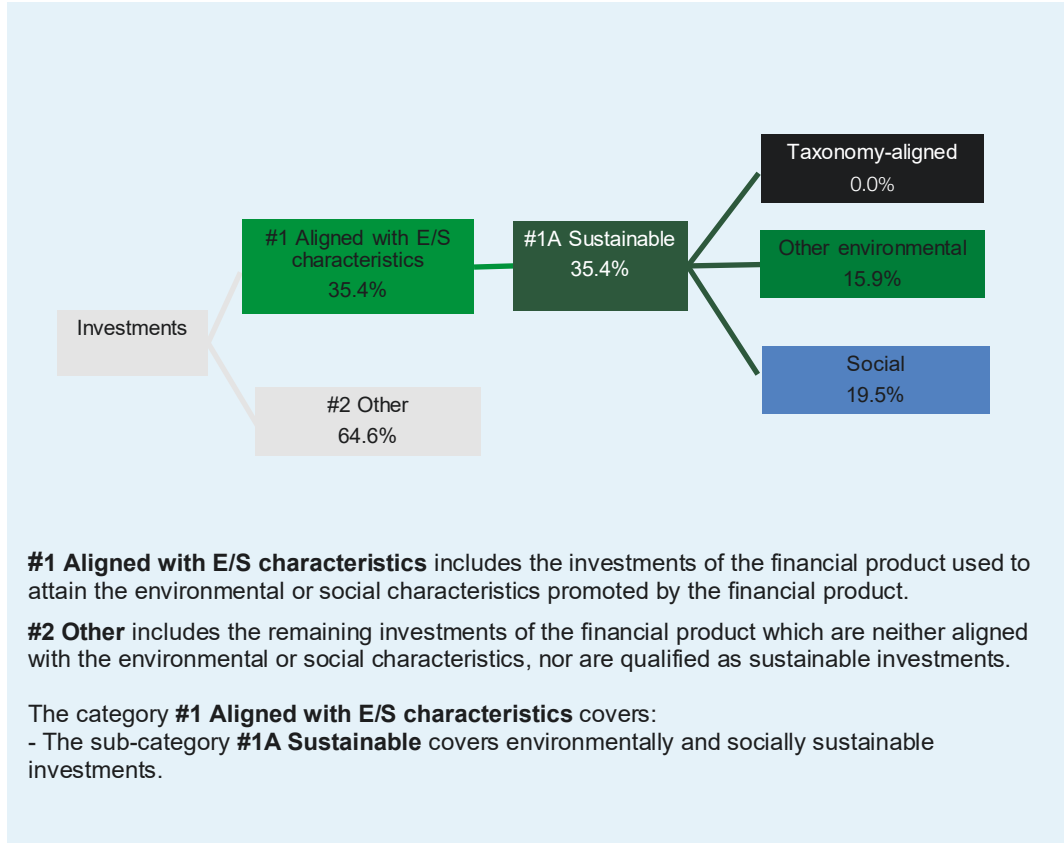 Taxonomy-aligned
0.0%
#1 Aligned with E/S
characteristics
35.4%
#1A Sustainable
35.4%
Other environmental
15.9%
Investments
Social
19.5%
#2 Other
64.6%
#1 Aligned with E/S characteristics includes the investments of the financial product used to
attain the environmental or social characteristics promoted by the financial product.
#2 Other includes the remaining investments of the financial product which are neither aligned
with the environmental or social characteristics, nor are qualified as sustainable investments.
The category #1 Aligned with E/S characteristics covers:
- The sub-category #1A Sustainable covers environmentally and socially sustainable
investments.